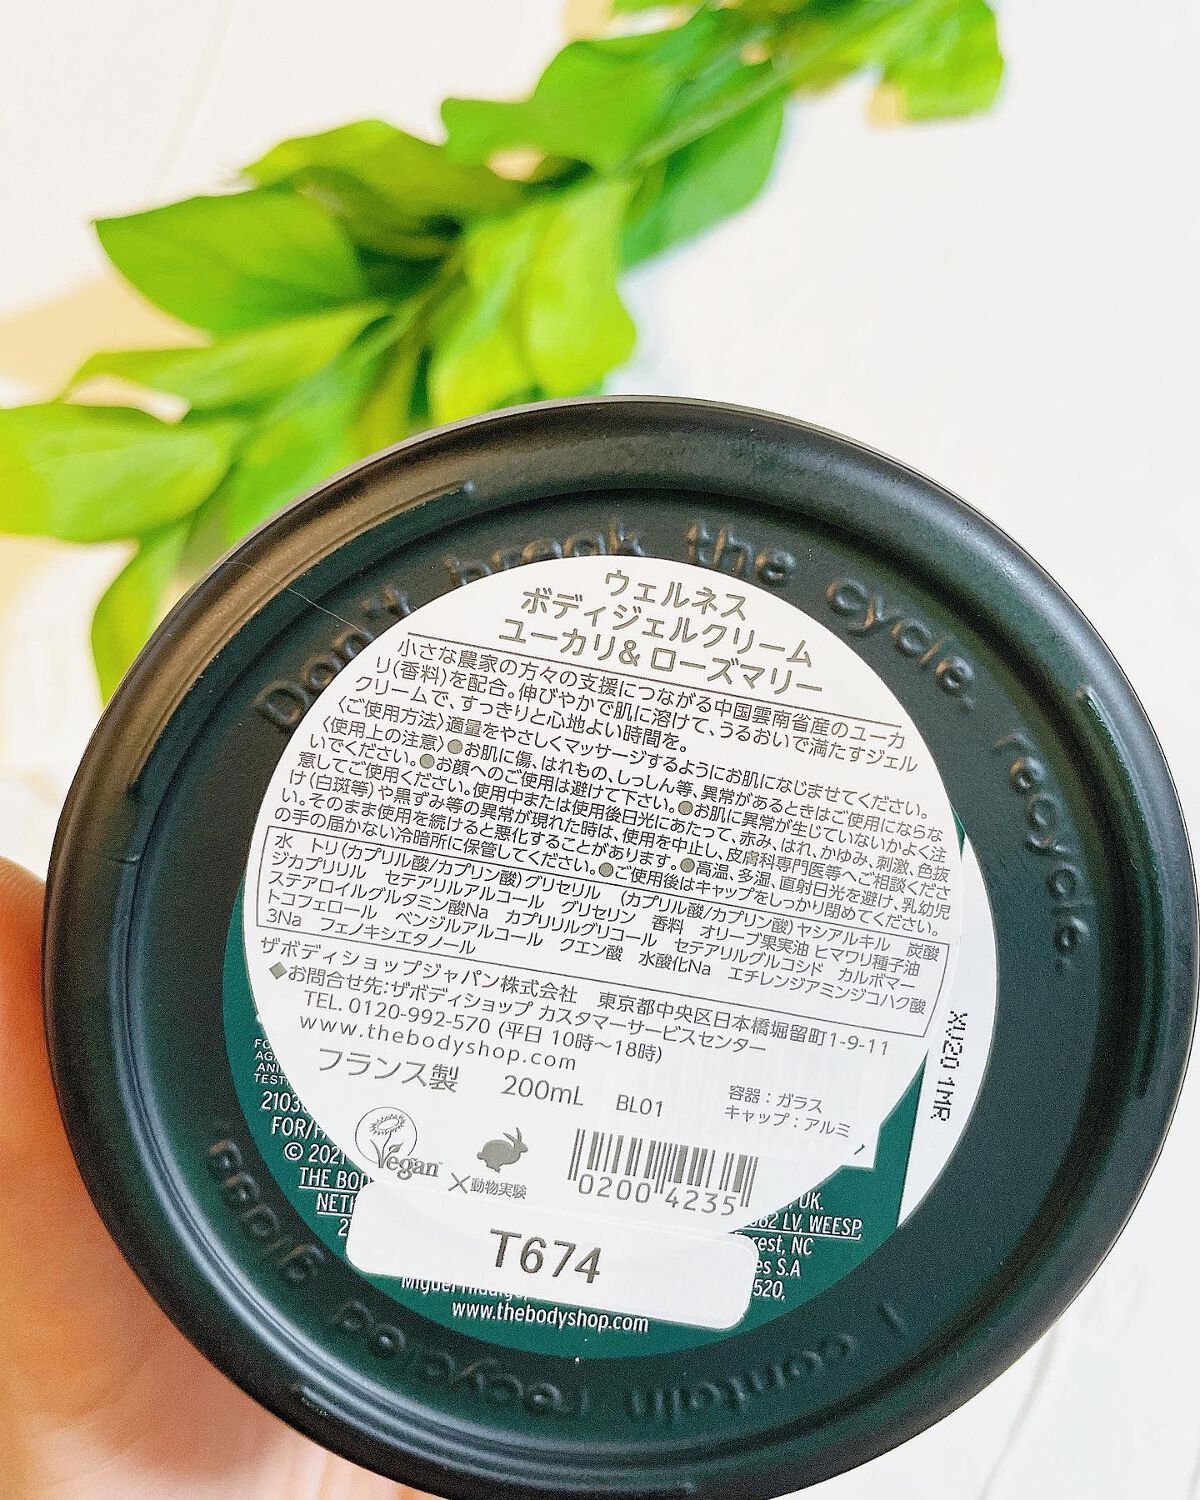 Don't break the cycle. recycle.
ウェルネス
ボディジェルクリーム
ユーカリ& ローズマリー
小さな農家の方々の支援につながる中国雲南省産のユーカ
リ(香料)を配合。伸びやかで肌に溶けて、うるおいで満たすジェル
クリームで、すっきりと心地よい時間を。
〈ご使用方法〉適量をやさしくマッサージするようにお肌になじませてください。
〈使用上の注意〉●お肌に傷、はれもの、しっしん等、異常があるときはご使用にならな
いでください。●お顔へのご使用は避けて下さい。●お肌に異常が生じていないかよく注
意してご使用ください。使用中または使用後日光にあたって、赤み、はれ、かゆみ、刺激、色抜
け(白斑等)や黒ずみ等の異常が現れた時は、使用を中止し、皮膚科専門医等へご相談くださ
い。そのまま使用を続けると悪化することがあります。●高温、多湿、直射日光を避け、乳幼児
の手の届かない冷暗所に保管してください。●ご使用後はキャップをしっかり閉めてください。
水 トリ(カプリル酸/カプリン酸)グリセリル (カプリル酸/カプリン酸)ヤシアルキル 炭酸
ジカプリリル セテアリルアルコール グリセリン 香料 オリーブ果実油 ヒマワリ種子油
ステアロイルグルタミン酸Na カプリリルグリコール セテアリルグルコシド カルボマー
トコフェロール ベンジルアルコール クエン酸 水酸化Na エチレンジアミンジコハク酸
3Na フェノキシエタノール
ザボディショップジャパン株式会社 東京都中央区日本橋堀留町1-9-11
◆お問合せ先:ザボディショップ カスタマーサービスセンター
TEL. 0120-992-570 (平日 10時～18時)
www.thebodyshop.com
フランス製 200mL BL01
容器：ガラス
キャップ：アルミ
Vegan
×動物実験
0200 4235
XU20 1MR
T674
© 2021
THE BOD
UK.
LV, WEESP,
NC
S.A
520,
www.thebodyshop.com
I contain recycled glass